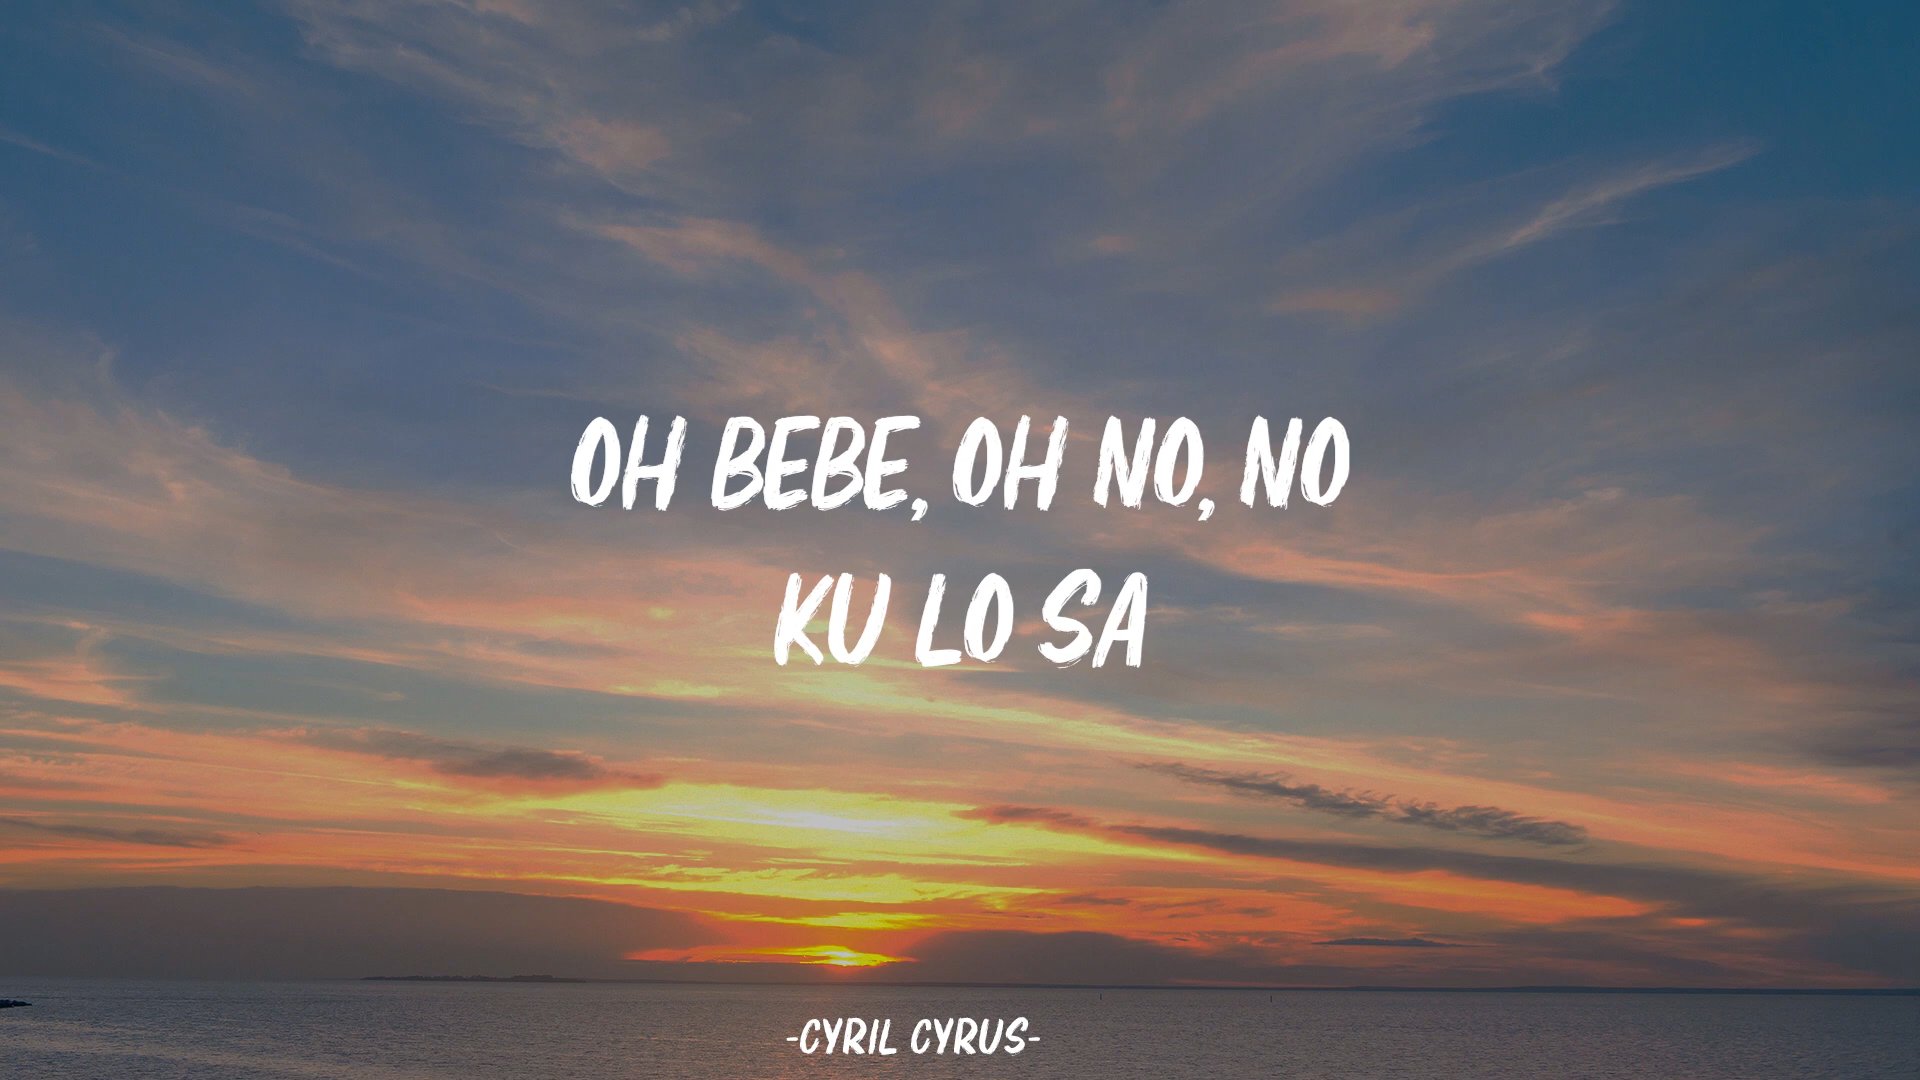 OH BEBE, OH NO, NO
KU LO SA
-CYRIL CYRUS-